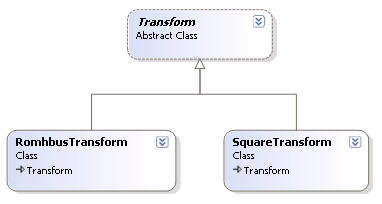 Transform
Abstract Class
RomhbusTransform
Class
Transform
SquareTransform
Class
Transform